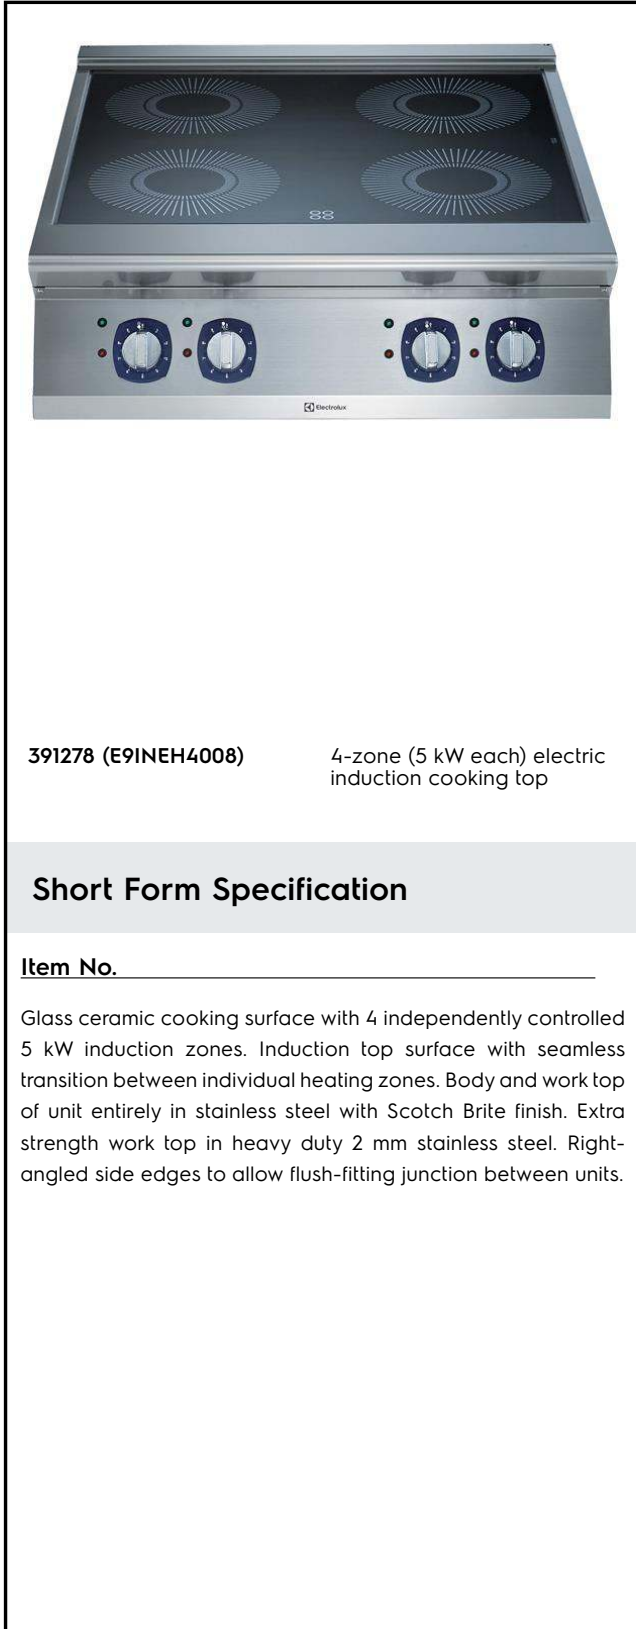 Electrolux
391278 (E9INEH4008)
4-zone (5 kW each) electric
induction cooking top
Short Form Specification
Item No.
Glass ceramic cooking surface with 4 independently controlled
5 kW induction zones. Induction top surface with seamless
transition between individual heating zones. Body and work top
of unit entirely in stainless steel with Scotch Brite finish. Extra
strength work top in heavy duty 2 mm stainless steel. Right-
angled side edges to allow flush-fitting junction between units.